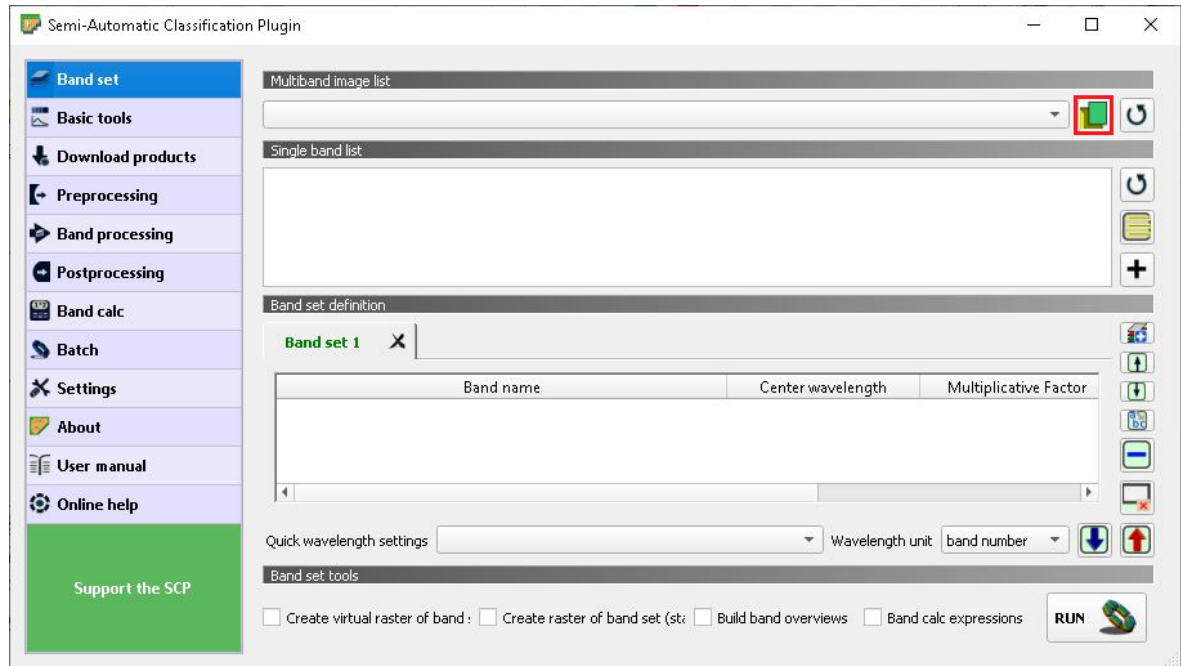 Semi-Automatic Classification Plugin
Band set
Basic tools
Download products
Preprocessing
Band processing
Postprocessing
Band calc
Batch
Settings
About
User manual
Online help
Support the SCP
Multiband image list
Single band list
Band set definition
Band set 1
Band name Center wavelength Multiplicative Factor
Quick wavelength settings Wavelength unit band number
Band set tools
Create virtual raster of band Create raster of band set (sta Build band overviews Band calc expressions RUN